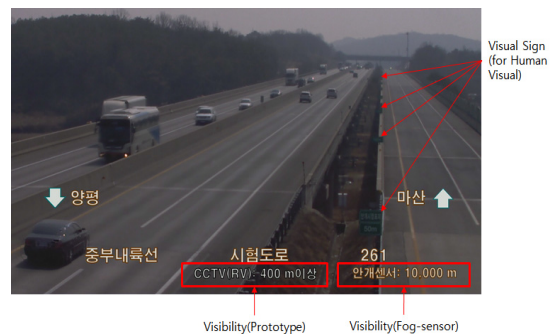 Visual Sign
(for Human
Visual)
양평
마산
중부내륙선
시험도로
261
CCTV(RV): 400 m이상
안개센서: 10.000 m
Visibility(Prototype)
Visibility(Fog-sensor)